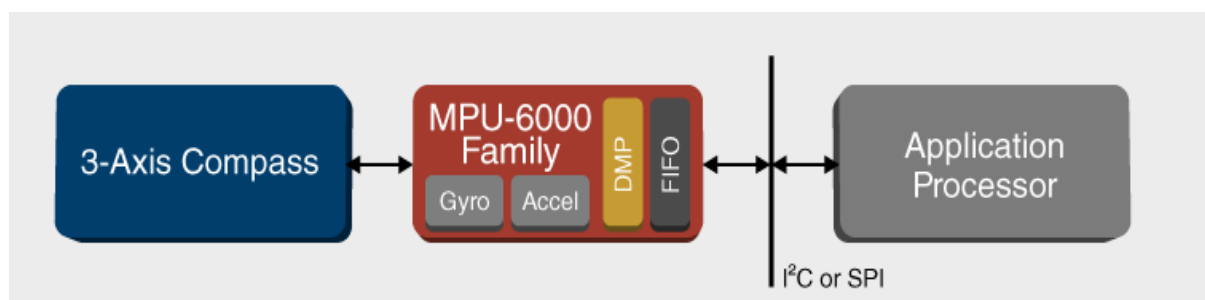 3-Axis Compass
MPU-6000
Family
Gyro
Accel
DMP
FIFO
Application
Processor
I²C or SPI